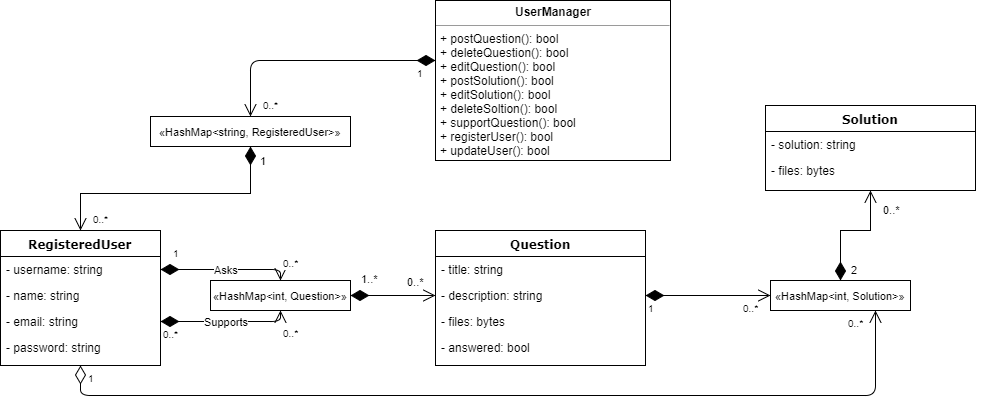 UserManager
+ postQuestion(): bool
+ deleteQuestion(): bool
+ editQuestion(): bool
+ postSolution(): bool
+ editSolution(): bool
+ deleteSoltion(): bool
+ supportQuestion(): bool
+ registerUser(): bool
+ updateUser(): bool
1
0..*
«HashMap<string, RegisteredUser>»
1
0..*
RegisteredUser
- username: string
- name: string
- email: string
- password: string
1
Asks
0..*
«HashMap<int, Question>»
0..*
Supports
0..*
1..*
0..*
Question
- title: string
- description: string
- files: bytes
- answered: bool
1
0..*
Solution
- solution: string
- files: bytes
0..*
2
«HashMap<int, Solution>»
0..*
1